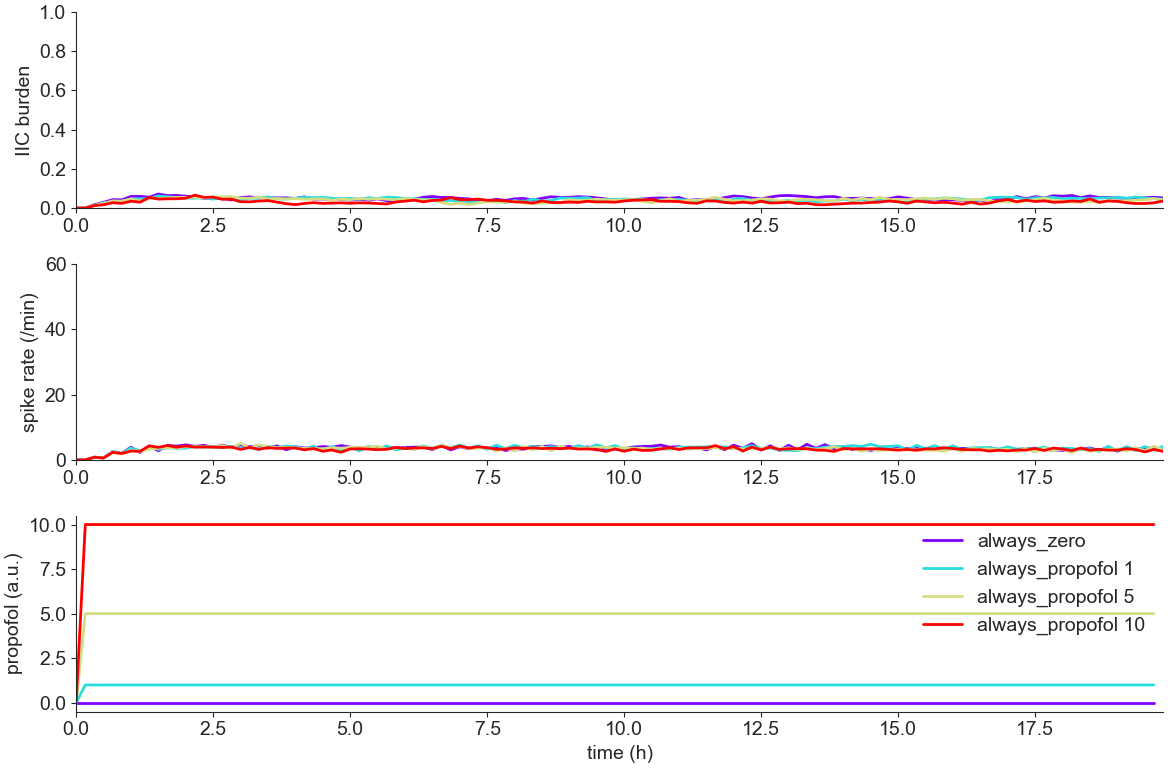 1.0
0.8
0.6
0.4
0.2
0.0
IIC burden
0.0 2.5 5.0 7.5 10.0 12.5 15.0 17.5
60
40
20
0
spike rate (/min)
0.0 2.5 5.0 7.5 10.0 12.5 15.0 17.5
10.0
7.5
5.0
2.5
0.0
propofol (a.u.)
always_zero
always_propofol 1
always_propofol 5
always_propofol 10
0.0 2.5 5.0 7.5 10.0 12.5 15.0 17.5
time (h)